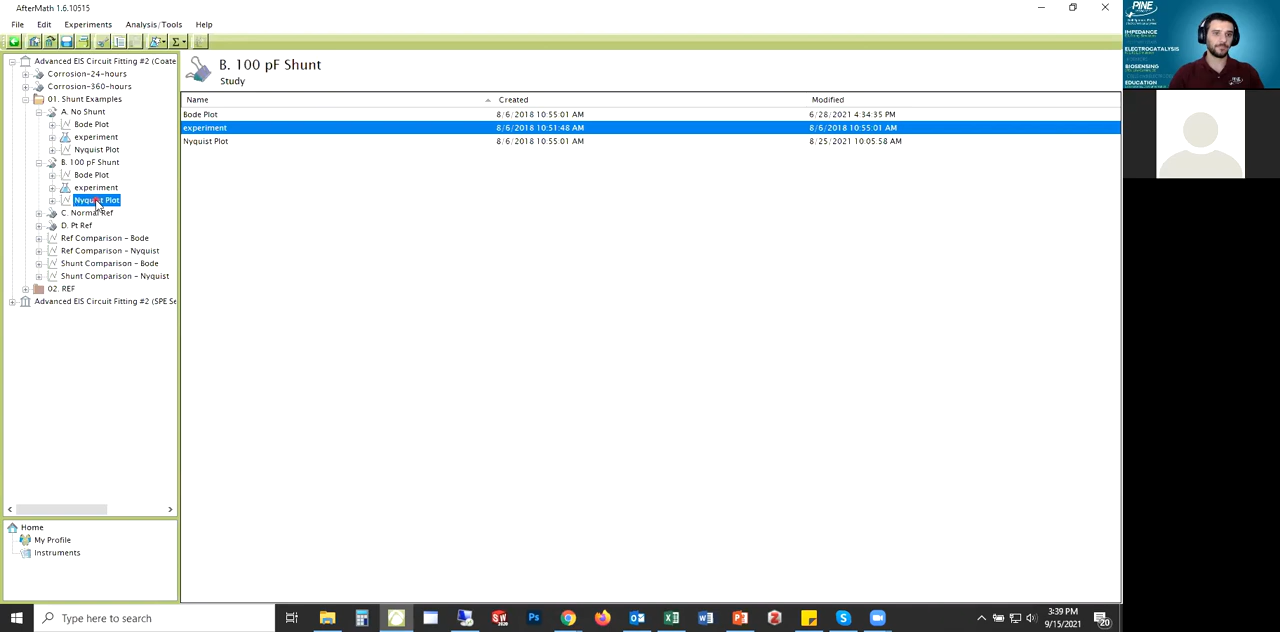 AfterMath 1.6.10515
File Edit Experiments Analysis/Tools Help
Advanced EIS Circuit Fitting #2 (Coate
Corrosion-24-hours
Corrosion-360-hours
01. Shunt Examples
A. No Shunt
Bode Plot
experiment
Nyquist Plot
B. 100 pF Shunt
Bode Plot
experiment
Nyquist Plot
C. Normal Ref
D. Pt Ref
Ref Comparison - Bode
Ref Comparison - Nyquist
Shunt Comparison - Bode
Shunt Comparison - Nyquist
02. REF
Advanced EIS Circuit Fitting #2 (SPE Se
Home
My Profile
Instruments
B. 100 pF Shunt
Study
Name Created Modified
Bode Plot 8/6/2018 10:55:01 AM 6/28/2021 4:34:35 PM
experiment 8/6/2018 10:51:48 AM 8/6/2018 10:55:01 AM
Nyquist Plot 8/6/2018 10:55:01 AM 8/25/2021 10:05:58 AM
PINE
IMPEDANCE
ELECTROCATALYSIS
BIOSENSING
EDUCATION
Type here to search
3:39 PM
9/15/2021
20